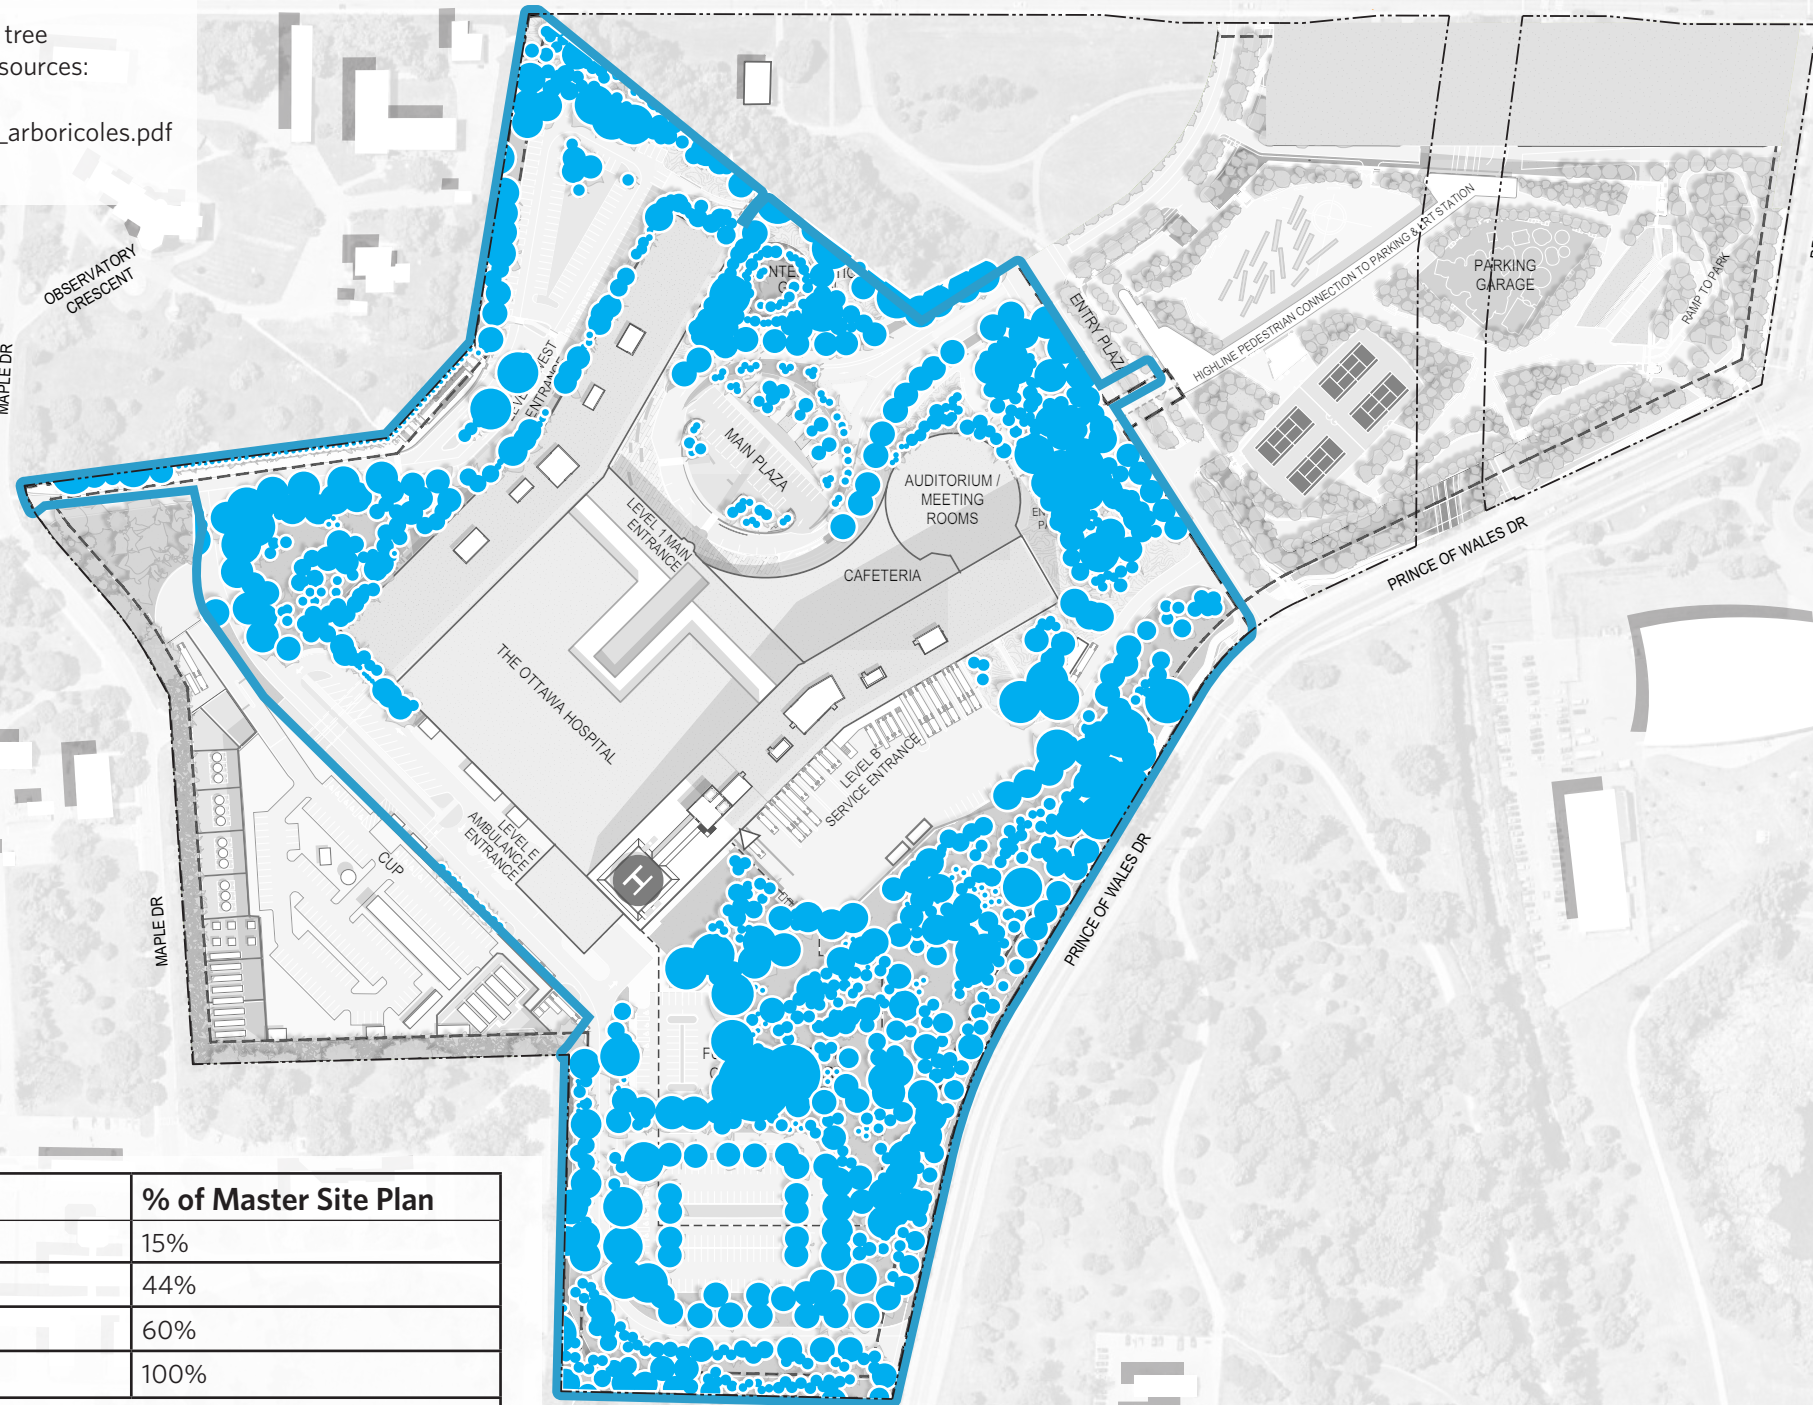 tree
sources:
_arboricoles.pdf
OBSERVATORY
CRESCENT
MAPLE DR
ENTRY PLAZA
HIGHLINE PEDESTRIAN CONNECTION TO PARKING & LRT STATION
PARKING
GARAGE
RAMP TO PARK
WEST
ENTRANCE
MAIN PLAZA
AUDITORIUM /
MEETING
ROOMS
LEVEL 1 MAIN
ENTRANCE
CAFETERIA
PRINCE OF WALES DR
THE OTTAWA HOSPITAL
LEVEL B
SERVICE ENTRANCE
LEVEL E
AMBULANCE
ENTRANCE
CUP
H
MAPLE DR
PRINCE OF WALES DR
% of Master Site Plan
15%
44%
60%
100%